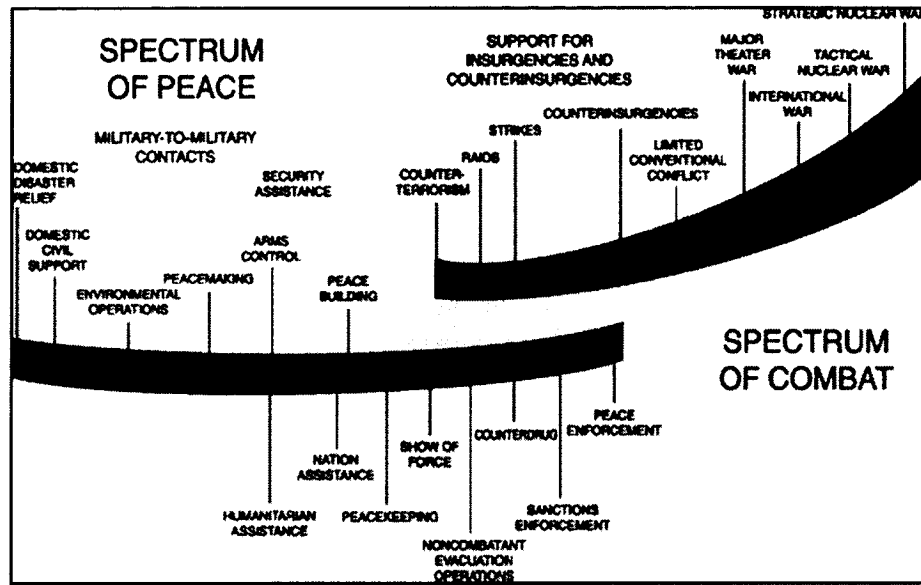 SPECTRUM
OF PEACE
MILITARY-TO-MILITARY
CONTACTS
DOMESTIC
DISASTER
RELIEF
DOMESTIC
CIVIL
SUPPORT
ENVIRONMENTAL
OPERATIONS
PEACEMAKING
SECURITY
ASSISTANCE
ARMS
CONTROL
PEACE
BUILDING
SUPPORT FOR
INSURGENCIES AND
COUNTERINSURGENCIES
COUNTER-
TERRORISM
RAIDS
STRIKES
COUNTERINSURGENCIES
LIMITED
CONVENTIONAL
CONFLICT
MAJOR
THEATER
WAR
INTERNATIONAL
WAR
TACTICAL
NUCLEAR WAR
STRATEGIC NUCLEAR WAR
HUMANITARIAN
ASSISTANCE
NATION
ASSISTANCE
PEACEKEEPING
SHOW OF
FORCE
NONCOMBATANT
EVACUATION
OPERATIONS
COUNTERDRUG
SANCTIONS
ENFORCEMENT
PEACE
ENFORCEMENT
SPECTRUM
OF COMBAT